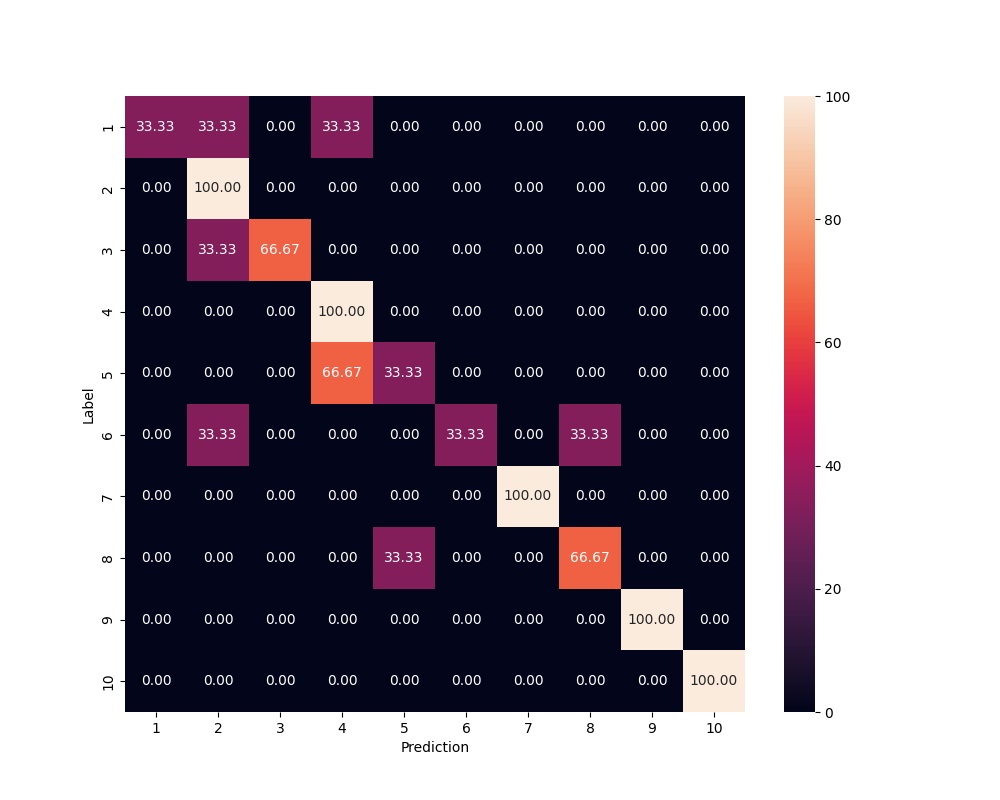 1 33.33 33.33 0.00 33.33 0.00 0.00 0.00 0.00 0.00 0.00
2 0.00 100.00 0.00 0.00 0.00 0.00 0.00 0.00 0.00 0.00
3 0.00 33.33 66.67 0.00 0.00 0.00 0.00 0.00 0.00 0.00
4 0.00 0.00 0.00 100.00 0.00 0.00 0.00 0.00 0.00 0.00
5 0.00 0.00 0.00 66.67 33.33 0.00 0.00 0.00 0.00 0.00
6 0.00 33.33 0.00 0.00 0.00 33.33 0.00 33.33 0.00 0.00
7 0.00 0.00 0.00 0.00 0.00 0.00 100.00 0.00 0.00 0.00
8 0.00 0.00 0.00 0.00 33.33 0.00 0.00 66.67 0.00 0.00
9 0.00 0.00 0.00 0.00 0.00 0.00 0.00 0.00 100.00 0.00
10 0.00 0.00 0.00 0.00 0.00 0.00 0.00 0.00 0.00 100.00
1 2 3 4 5 6 7 8 9 10
Label
Prediction
100
80
60
40
20
0